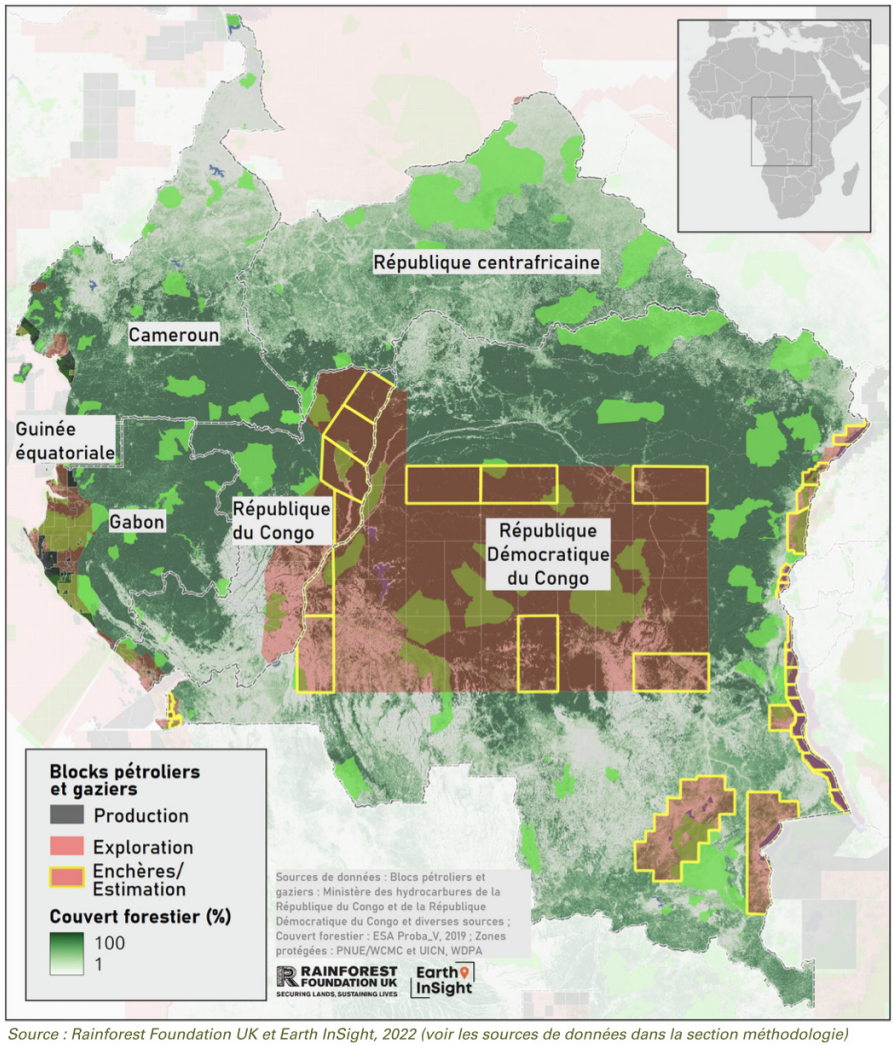 République centrafricaine
Cameroun
Guinée
équatoriale
Gabon
République
du Congo
République
Démocratique
du Congo
Blocks pétroliers
et gaziers
Production
Exploration
Enchères/
Estimation
Couvert forestier (%)
100
1
Sources de données : Blocs pétroliers et
gaziers : Ministère des hydrocarbures de la
République du Congo et de la République
Démocratique du Congo et diverses sources ;
Couvert forestier : ESA Proba_V, 2019 ; Zones
protégées : PNUE/WCMC et UICN, WDPA
RAINFOREST
FOUNDATION UK
SECURING LANDS, SUSTAINING LIVES
Earth
InSight
Source : Rainforest Foundation UK et Earth InSight, 2022 (voir les sources de données dans la section méthodologie)